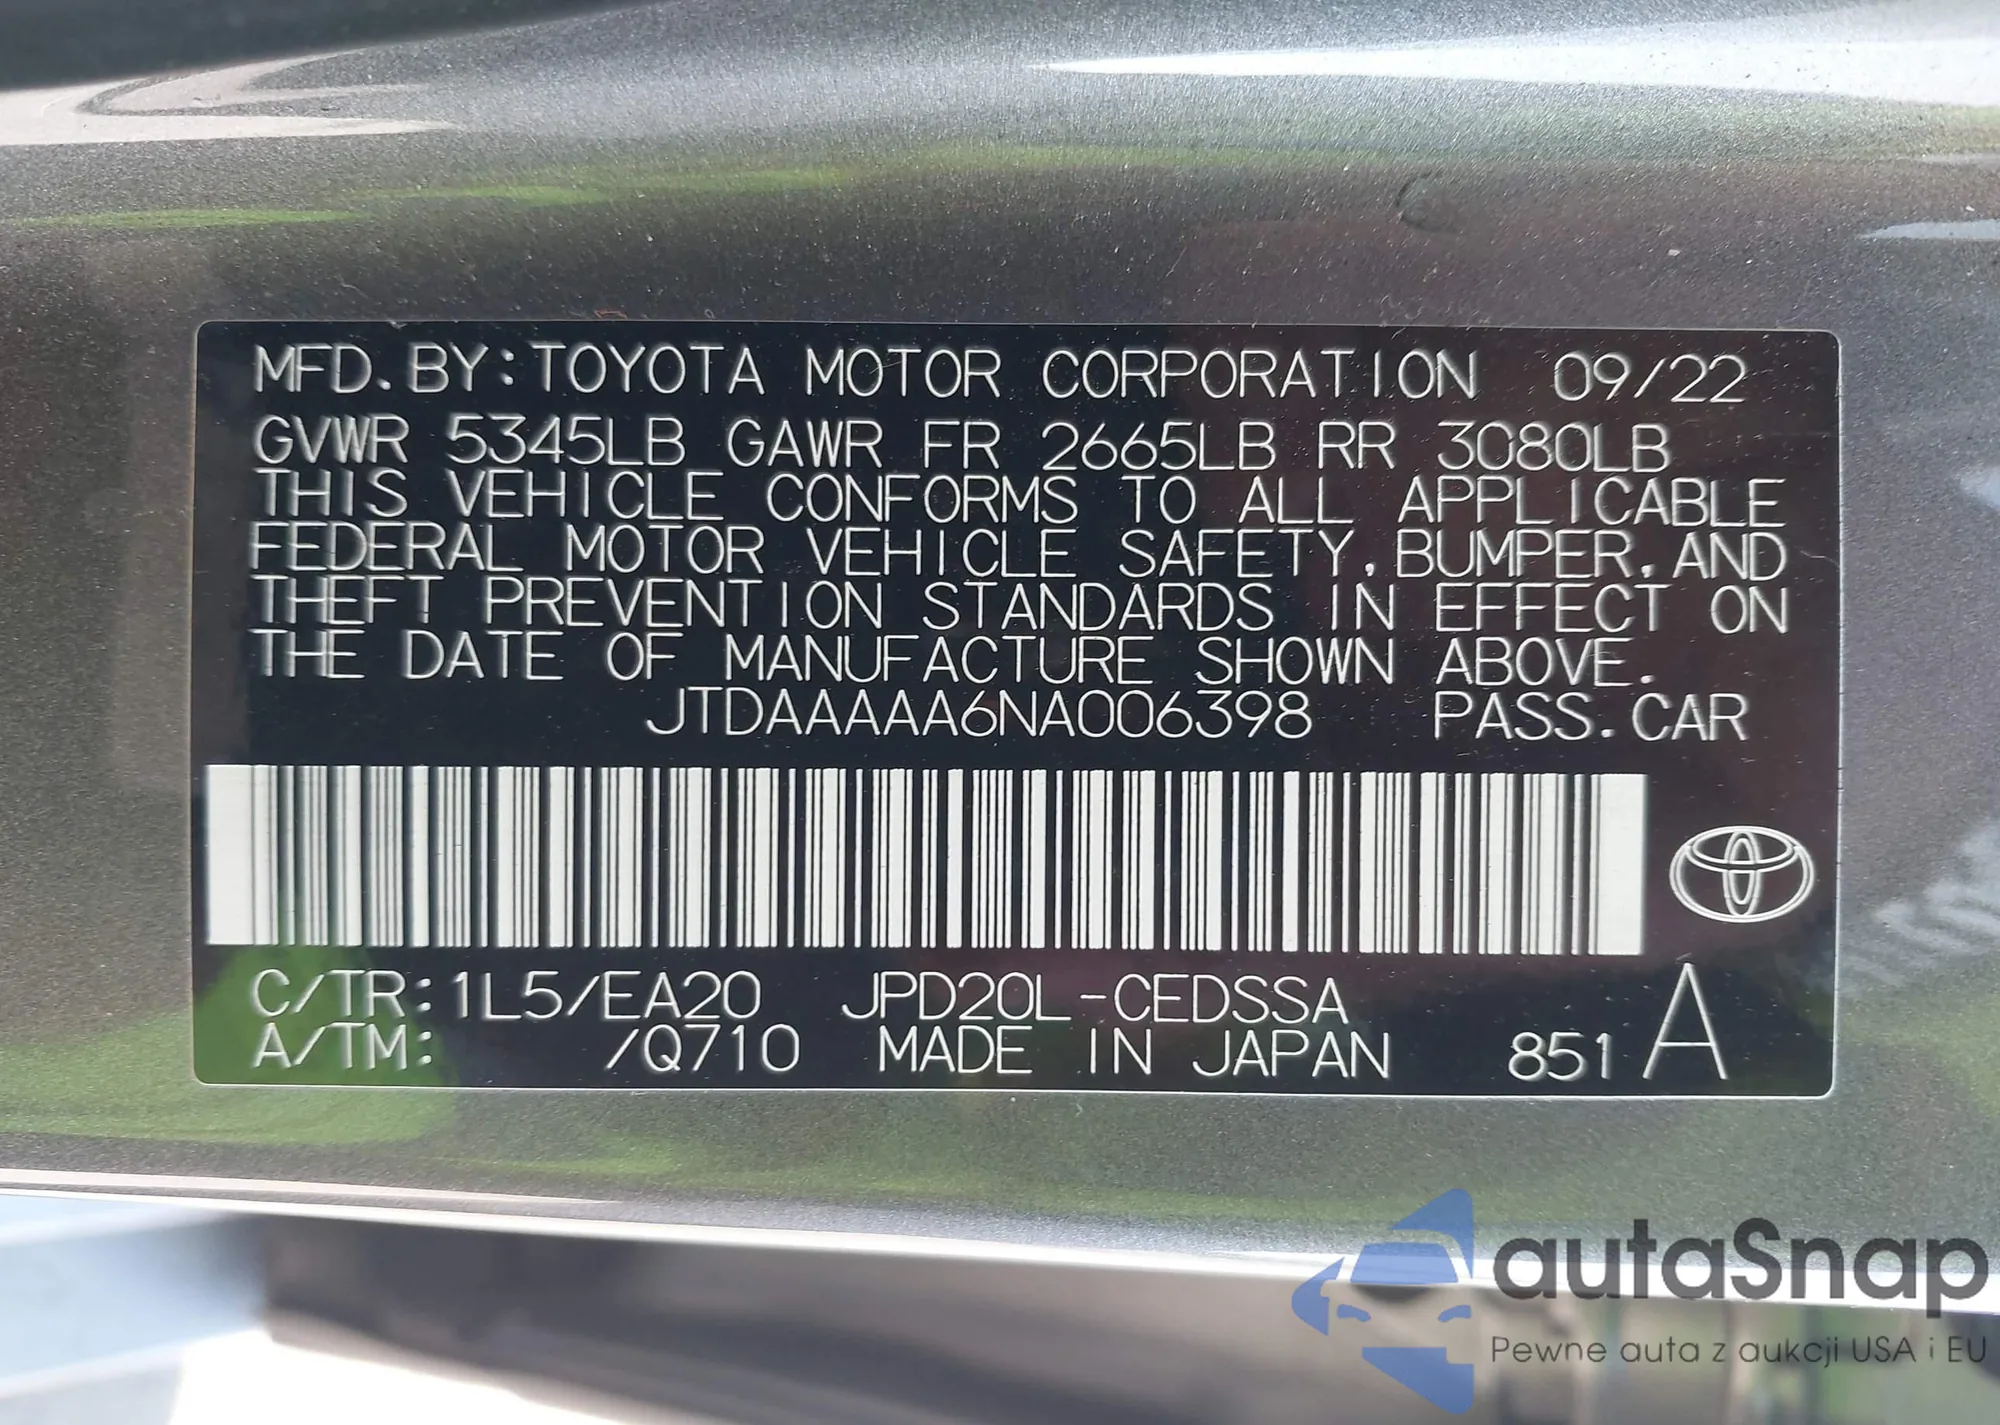 MFD.BY:TOYOTA MOTOR CORPORATION 09/22
GVWR 5345LB GAWR FR 2665LB RR 3080LB
THIS VEHICLE CONFORMS TO ALL APPLICABLE
FEDERAL MOTOR VEHICLE SAFETY,BUMPER,AND
THEFT PREVENTION STANDARDS IN EFFECT ON
THE DATE OF MANUFACTURE SHOWN ABOVE.
JTDAAAAA6NA006398 PASS.CAR
C/TR:1L5/EA20 JPD20L-CEDSSA
A/TM: /Q710 MADE IN JAPAN 851 A
autaSnap
Pewne auta z aukcji USA i EU